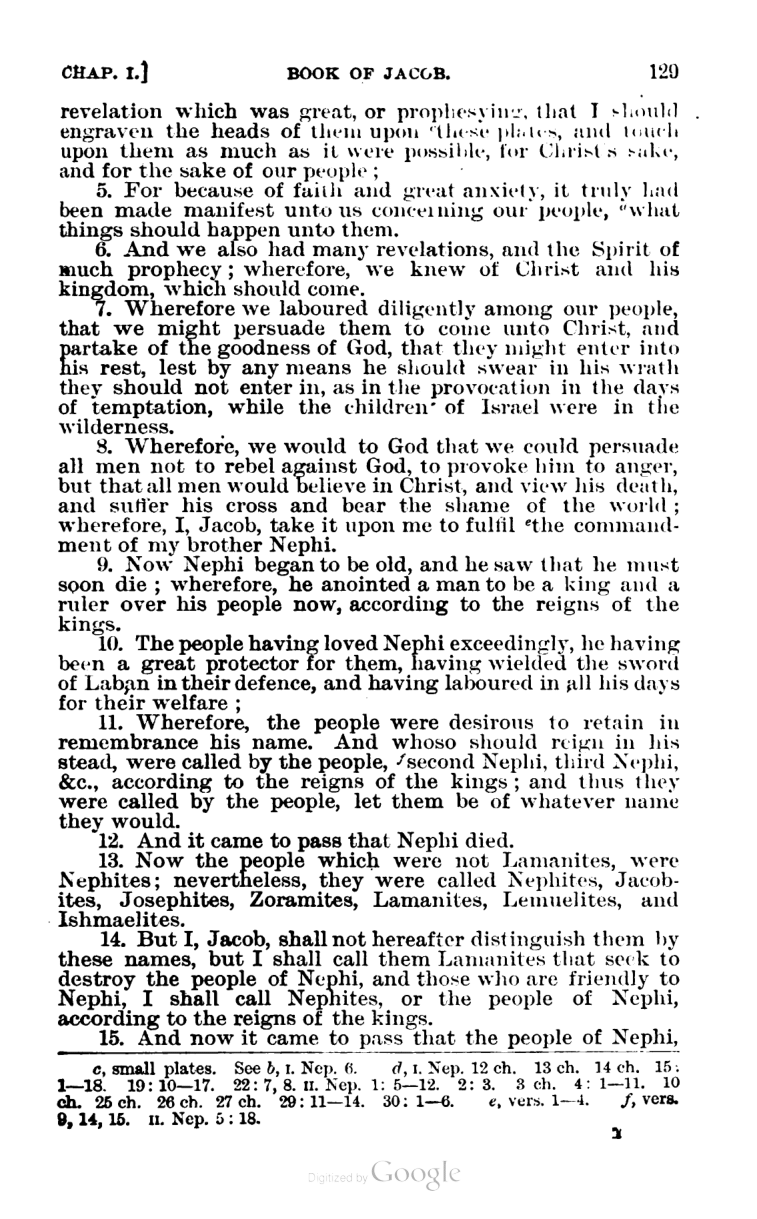 CHAP. I.] BOOK OF JACOB. 129
revelation which was great, or prophesying, that I should
engraven the heads of them upon ᶜthese plates, and touch
upon them as much as it were possible, for Christ's sake,
and for the sake of our people;
5. For because of faith and great anxiety, it truly had
been made manifest unto us concerning our people, ᵈwhat
things should happen unto them.
6. And we also had many revelations, and the Spirit of
much prophecy; wherefore, we knew of Christ and his
kingdom, which should come.
7. Wherefore we laboured diligently among our people,
that we might persuade them to come unto Christ, and
partake of the goodness of God, that they might enter into
his rest, lest by any means he should swear in his wrath
they should not enter in, as in the provocation in the days
of temptation, while the children of Israel were in the
wilderness.
8. Wherefore, we would to God that we could persuade
all men not to rebel against God, to provoke him to anger,
but that all men would believe in Christ, and view his death,
and suffer his cross and bear the shame of the world;
wherefore, I, Jacob, take it upon me to fulfil ᵉthe command-
ment of my brother Nephi.
9. Now Nephi began to be old, and he saw that he must
soon die; wherefore, he anointed a man to be a king and a
ruler over his people now, according to the reigns of the
kings.
10. The people having loved Nephi exceedingly, he having
been a great protector for them, having wielded the sword
of Laban in their defence, and having laboured in all his days
for their welfare;
11. Wherefore, the people were desirous to retain in
remembrance his name. And whoso should reign in his
stead, were called by the people, ᶠsecond Nephi, third Nephi,
&c., according to the reigns of the kings; and thus they
were called by the people, let them be of whatever name
they would.
12. And it came to pass that Nephi died.
13. Now the people which were not Lamanites, were
Nephites; nevertheless, they were called Nephites, Jacob-
ites, Josephites, Zoramites, Lamanites, Lemuelites, and
Ishmaelites.
14. But I, Jacob, shall not hereafter distinguish them by
these names, but I shall call them Lamanites that seek to
destroy the people of Nephi, and those who are friendly to
Nephi, I shall call Nephites, or the people of Nephi,
according to the reigns of the kings.
15. And now it came to pass that the people of Nephi,
c, small plates. See b, I. Nep. 6. d, I. Nep. 12 ch. 13 ch. 14 ch. 15:
1—18. 19: 10—17. 22: 7, 8. II. Nep. 1: 5—12. 2: 3. 3 ch. 4: 1—11. 10
ch. 25 ch. 26 ch. 27 ch. 29: 11—14. 30: 1—6. e, vers. 1—4. f, vers.
9, 14, 15. II. Nep. 5: 18.
Digitized by Google